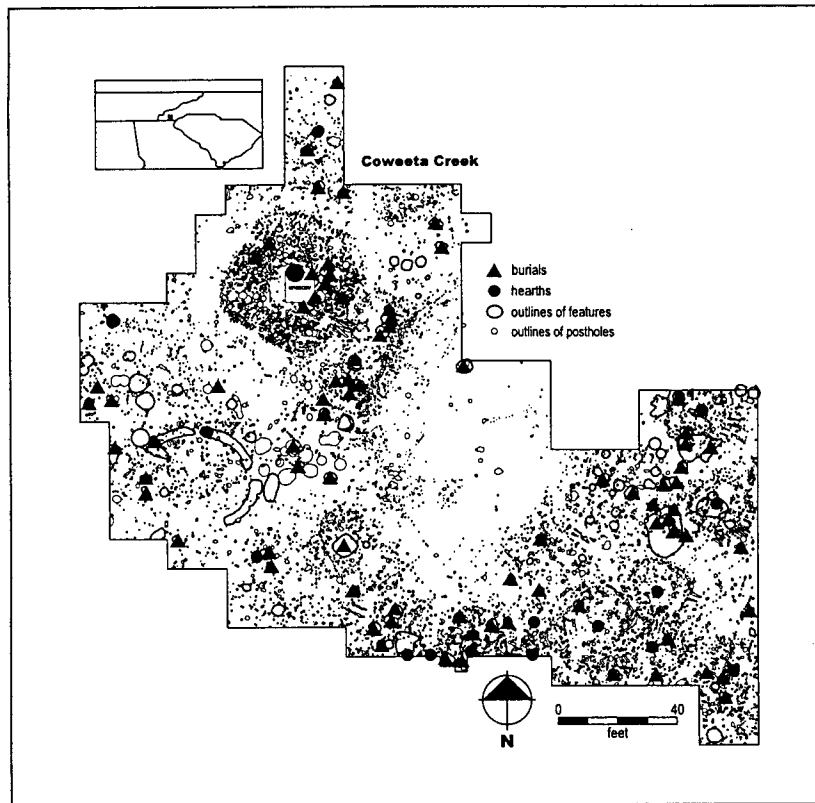 Coweeta Creek
burials
hearths
outlines of features
outlines of postholes
N
0 40
feet